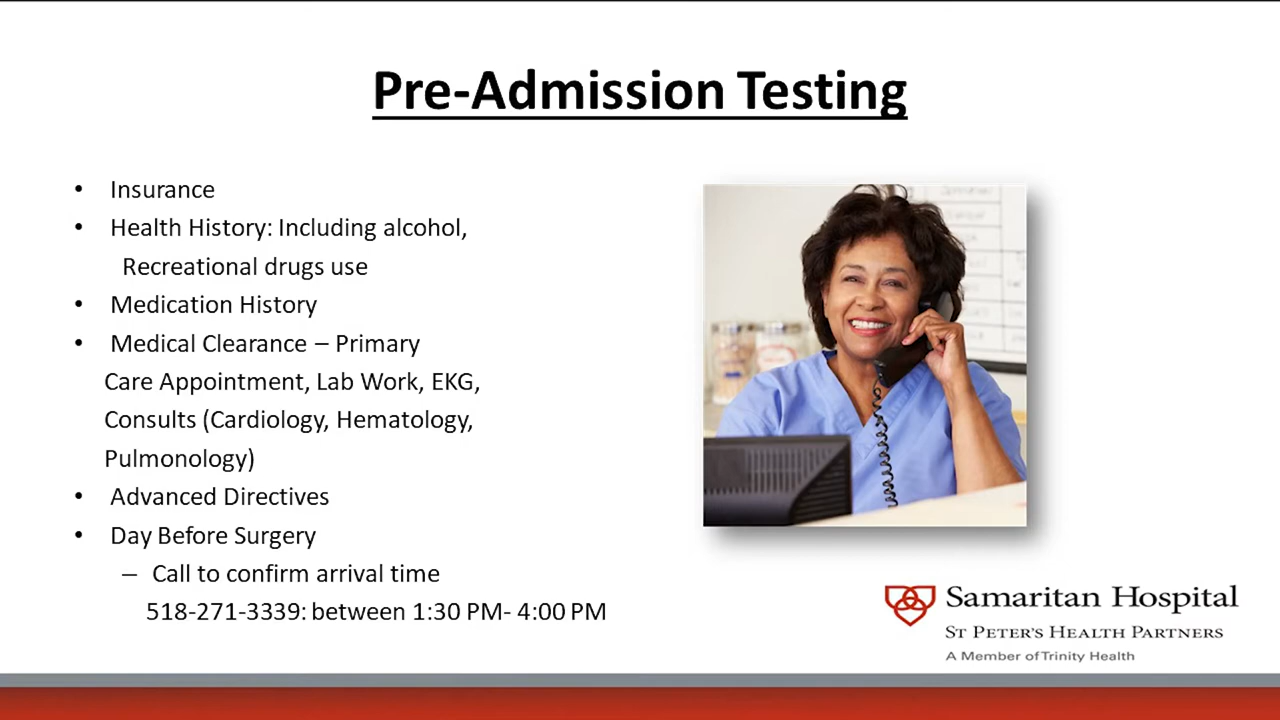 Pre-Admission Testing
• Insurance
• Health History: Including alcohol,
Recreational drugs use
• Medication History
• Medical Clearance – Primary
Care Appointment, Lab Work, EKG,
Consults (Cardiology, Hematology,
Pulmonology)
• Advanced Directives
• Day Before Surgery
– Call to confirm arrival time
518-271-3339: between 1:30 PM- 4:00 PM
Samaritan Hospital
St Peter's Health Partners
A Member of Trinity Health